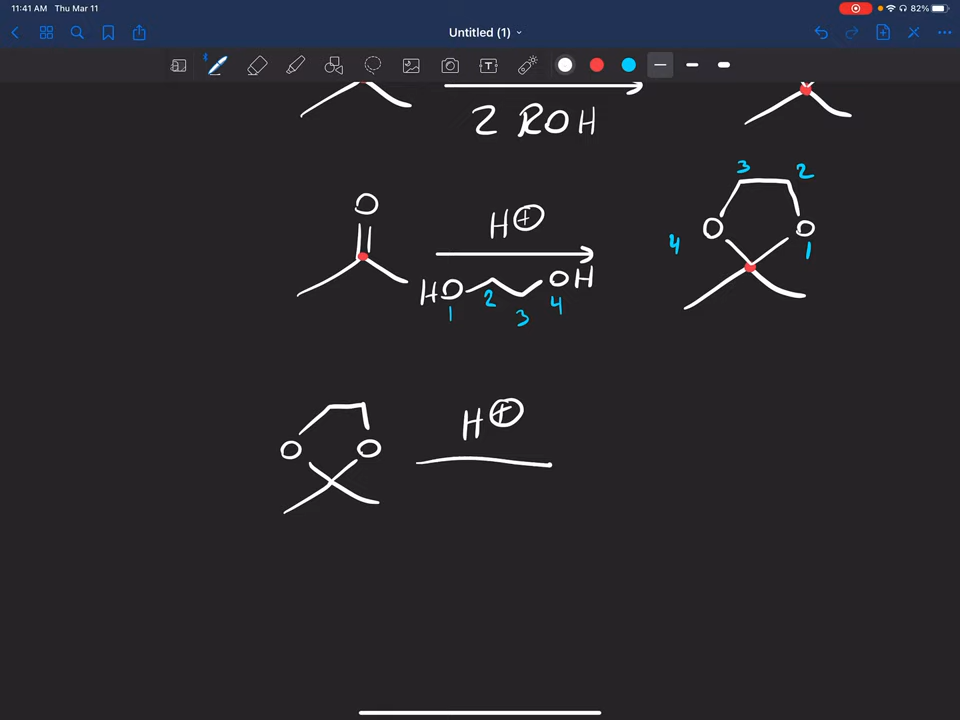 11:41 AM Thu Mar 11
82%
Untitled (1)
2 ROH
3 2
O H⊕ O O
4 1
HO OH
1 2 3 4
H⊕
O O